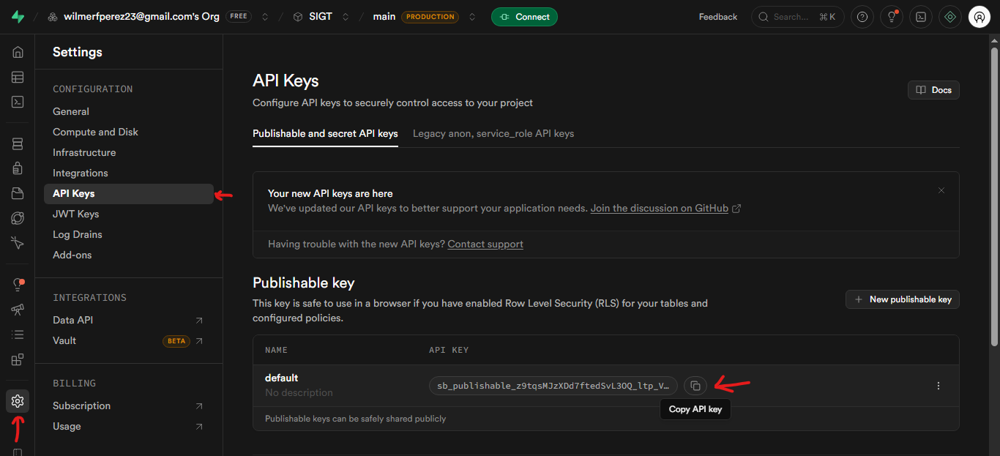 wilmerfperez23@gmail.com's Org FREE / SIGT / main PRODUCTION Connect Feedback Search... ⌘K
Settings
CONFIGURATION
General
Compute and Disk
Infrastructure
Integrations
API Keys
JWT Keys
Log Drains
Add-ons
INTEGRATIONS
Data API
Vault BETA
BILLING
Subscription
Usage
API Keys
Configure API keys to securely control access to your project
Docs
Publishable and secret API keys Legacy anon, service_role API keys
Your new API keys are here
We've updated our API keys to better support your application needs. Join the discussion on GitHub
Having trouble with the new API keys? Contact support
Publishable key
This key is safe to use in a browser if you have enabled Row Level Security (RLS) for your tables and
configured policies.
New publishable key
NAME API KEY
default
No description
sb_publishable_z9tqsMJzXDd7ftedSvL3OQ_ltp_V…
Copy API key
Publishable keys can be safely shared publicly